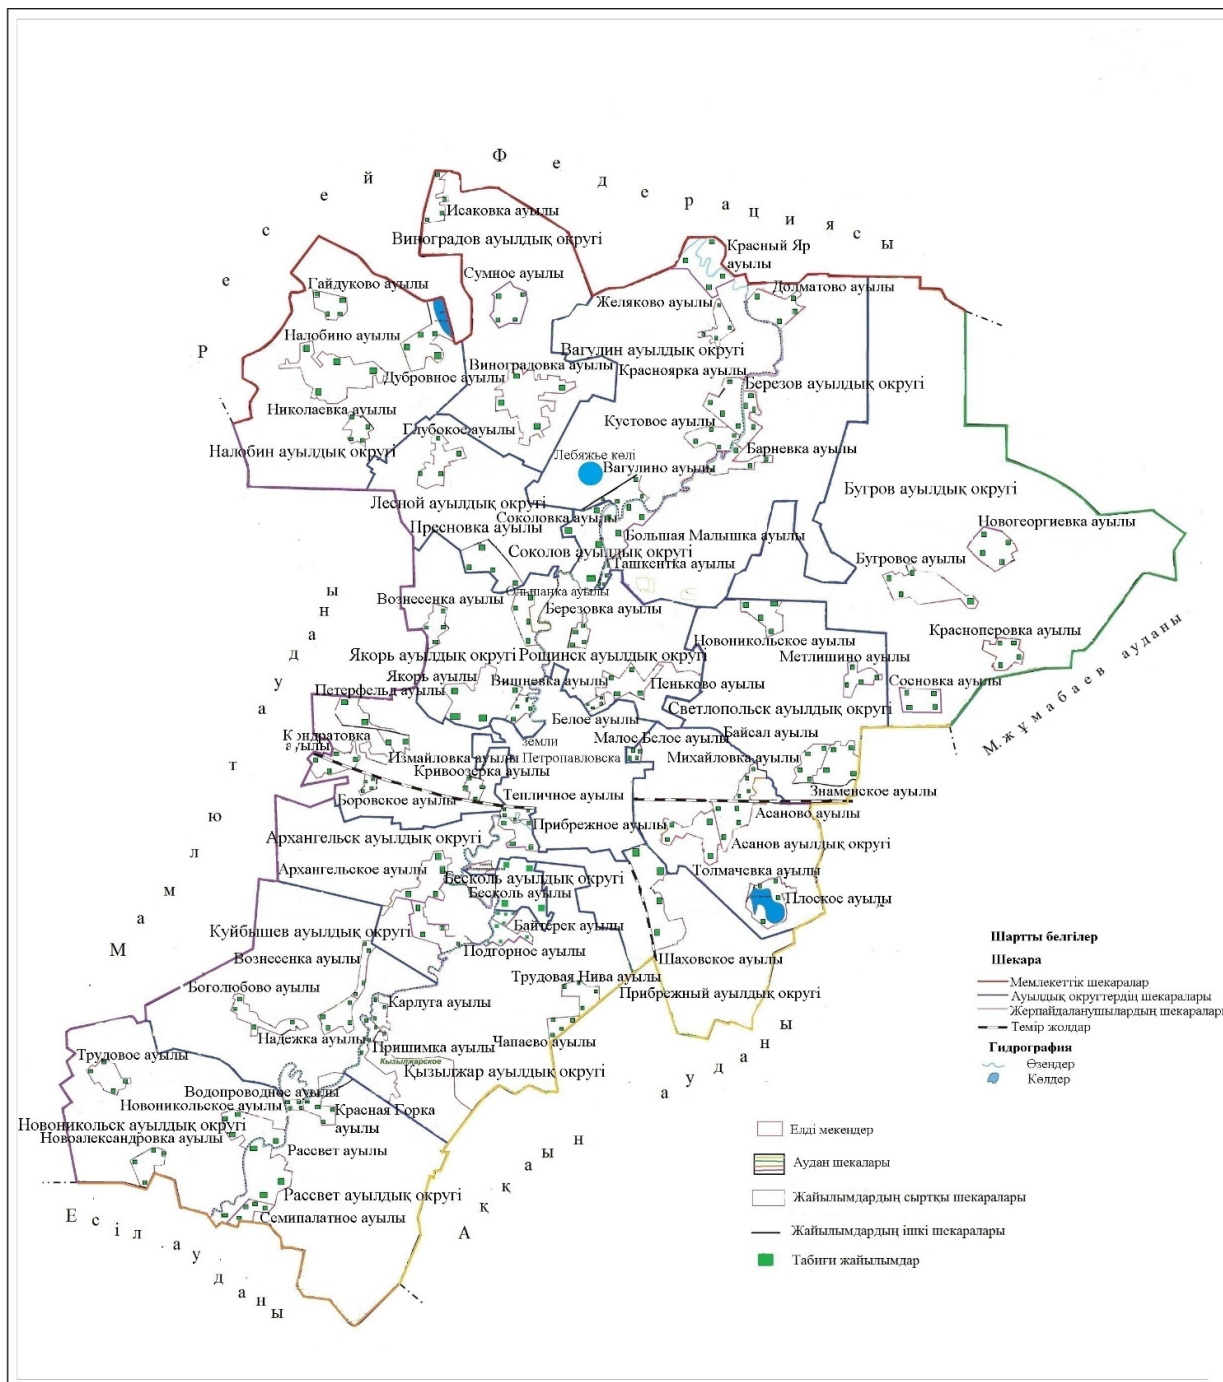 Ресей Федерациясы
Исаковка ауылы
Виноградов ауылдық округі
Красный Яр
ауылы
Гайдуково ауылы
Сумное ауылы
Долматово ауылы
Желяково ауылы
Налобино ауылы
Вагулин ауылдық округі
Дубровное ауылы
Виноградовка ауылы
Красноярка ауылы
Березов ауылдық округі
Николаевка ауылы
Глубокое ауылы
Кустовое ауылы
Налобин ауылдық округі
Лебяжье көлі
Барневка ауылы
Вагулино ауылы
Бугров ауылдық округі
Лесной ауылдық округі
Пресновка ауылы
Соколовка ауылы
Новогеоргиевка ауылы
Большая Малышка ауылы
Соколов ауылдық округі
Ташкентка ауылы
Бугровое ауылы
Ольшанка ауылы
Вознесенка ауылы
Березовка ауылы
Новоникольское ауылы
Красноперовка ауылы
Якорь ауылдық округі
Рощинск ауылдық округі
Метлишино ауылы
Якорь ауылы
Вишневка ауылы
Пеньково ауылы
Сосновка ауылы
Петерфельд ауылы
Светлопольск ауылдық округі
М.жұмабаев ауданы
Белое ауылы
Кондратовка
ауылы
земли
Петропавловска
Малое Белое ауылы
Байсал ауылы
Измайловка ауылы
Михайловка ауылы
Кривоозерка ауылы
Боровское ауылы
Тепличное ауылы
Знаменское ауылы
Асаново ауылы
Прибрежное ауылы
Архангельск ауылдық округі
Асанов ауылдық округі
Архангельское ауылы
Толмачевка ауылы
Бесколь ауылдық округі
Бесколь ауылы
Плоское ауылы
Байтерек ауылы
Куйбышев ауылдық округі
Подгорное ауылы
Вознесенка ауылы
Шаховское ауылы
Боголюбово ауылы
Трудовая Нива ауылы
Прибрежный ауылдық округі
Карлуга ауылы
Надежка ауылы
Чапаево ауылы
Пришимка ауылы
Трудовое ауылы
Кызылжарское
Қызылжар ауылдық округі
Водопроводное ауылы
Новоникольское ауылы
Красная Горка
ауылы
Новоникольск ауылдық округі
Новоалександровка ауылы
Рассвет ауылы
Рассвет ауылдық округі
Семипалатное ауылы
Мамлют ауданы
Есіл ауданы
Аққайың ауданы
Шартты белгілер
Шекара
Мемлекеттік шекаралар
Ауылдық округтердің шекаралары
Жерпайдаланушылардың шекаралары
Темір жолдар
Гидрография
Өзендер
Көлдер
Елді мекендер
Аудан шекалары
Жайылымдардың сыртқы шекаралары
Жайылымдардың ішкі шекаралары
Табиғи жайылымдар